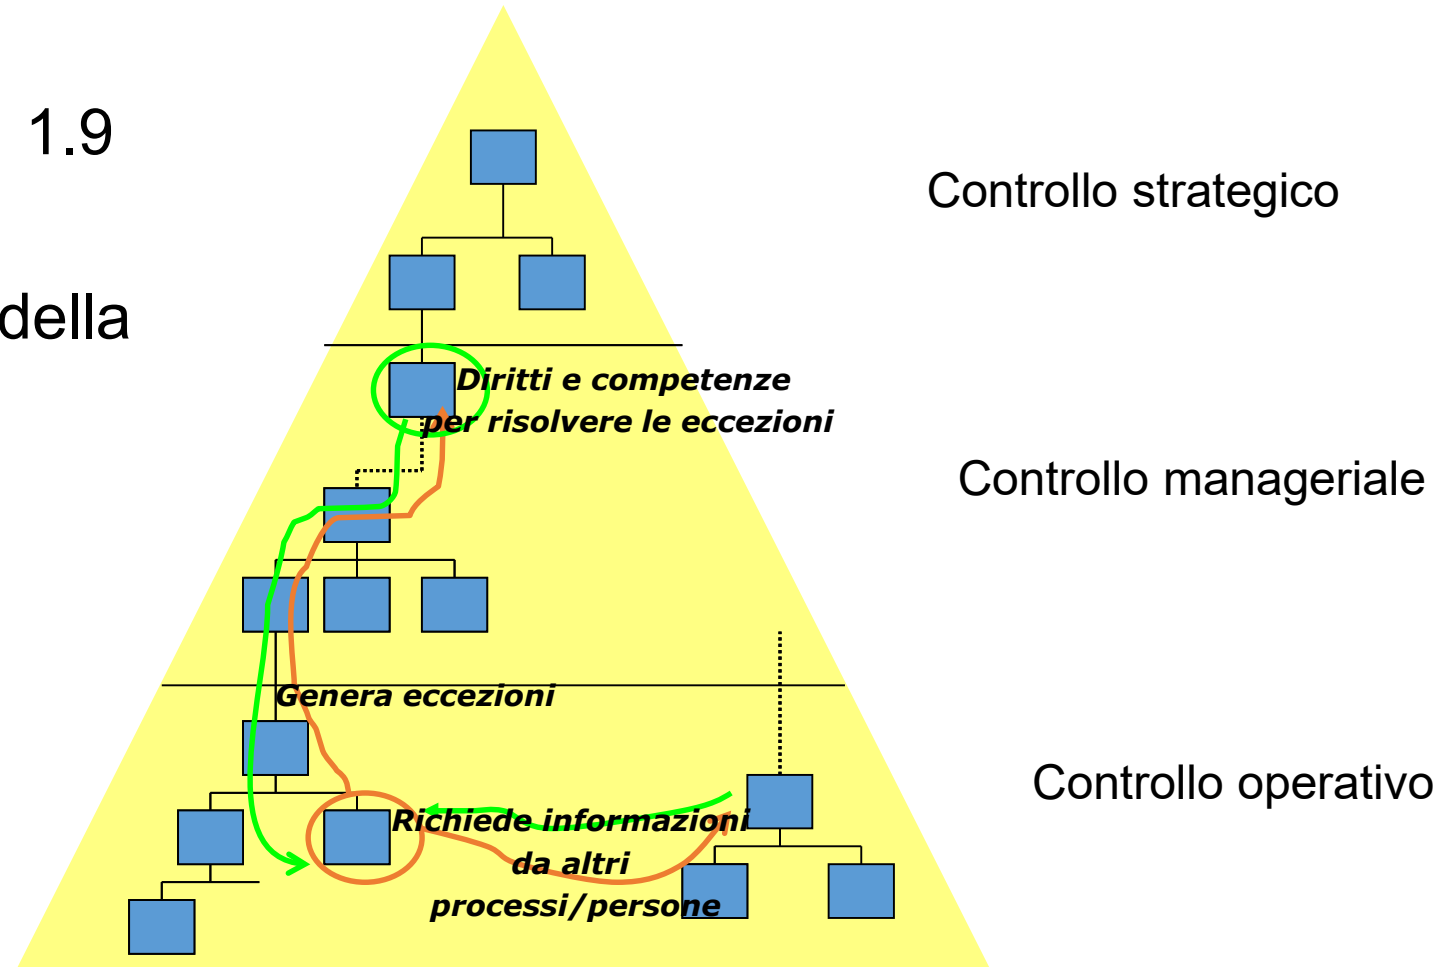 1.9
Controllo strategico
della
Diritti e competenze
per risolvere le eccezioni
Controllo manageriale
Genera eccezioni
Controllo operativo
Richiede informazioni
da altri
processi/persone